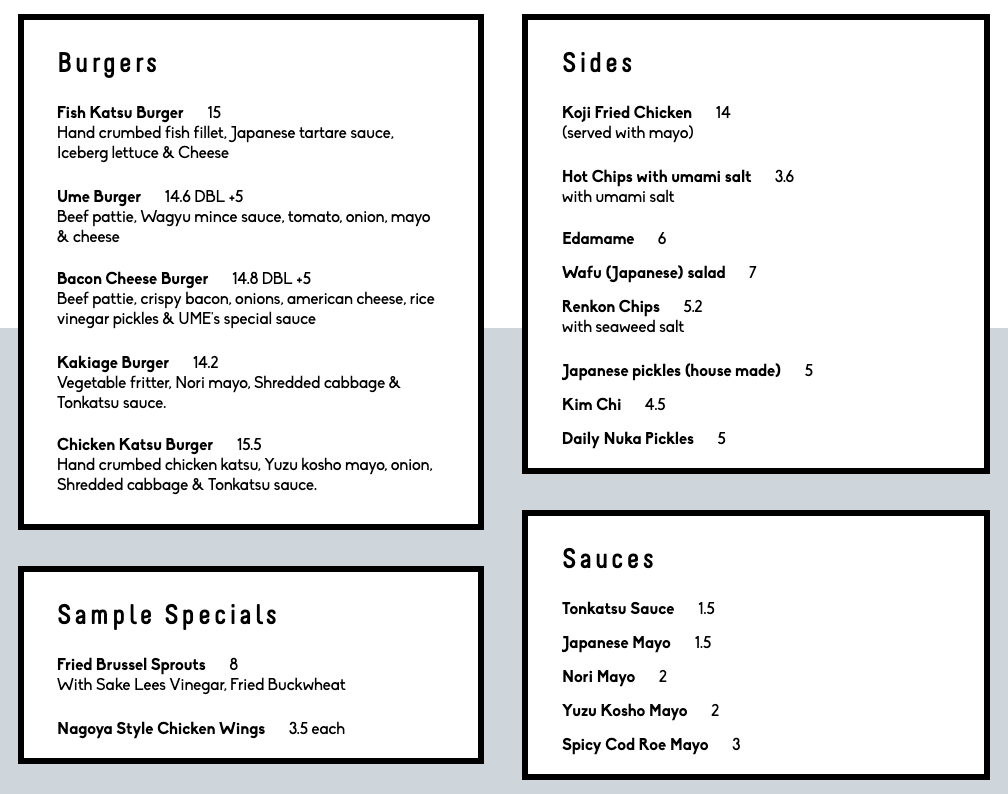 Burgers
Fish Katsu Burger 15
Hand crumbed fish fillet, Japanese tartare sauce,
Iceberg lettuce & Cheese
Ume Burger 14.6 DBL +5
Beef pattie, Wagyu mince sauce, tomato, onion, mayo
& cheese
Bacon Cheese Burger 14.8 DBL +5
Beef pattie, crispy bacon, onions, american cheese, rice
vinegar pickles & UME's special sauce
Kakiage Burger 14.2
Vegetable fritter, Nori mayo, Shredded cabbage &
Tonkatsu sauce.
Chicken Katsu Burger 15.5
Hand crumbed chicken katsu, Yuzu kosho mayo, onion,
Shredded cabbage & Tonkatsu sauce.
Sample Specials
Fried Brussel Sprouts 8
With Sake Lees Vinegar, Fried Buckwheat
Nagoya Style Chicken Wings 3.5 each
Sides
Koji Fried Chicken 14
(served with mayo)
Hot Chips with umami salt 3.6
with umami salt
Edamame 6
Wafu (Japanese) salad 7
Renkon Chips 5.2
with seaweed salt
Japanese pickles (house made) 5
Kim Chi 4.5
Daily Nuka Pickles 5
Sauces
Tonkatsu Sauce 1.5
Japanese Mayo 1.5
Nori Mayo 2
Yuzu Kosho Mayo 2
Spicy Cod Roe Mayo 3